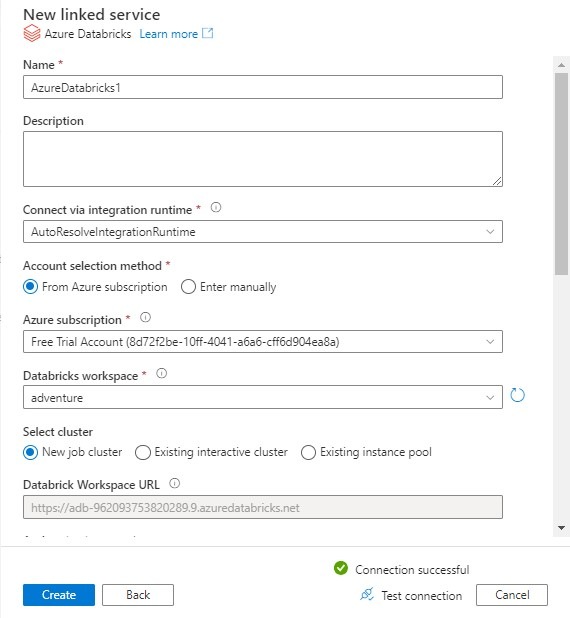 New linked service
Azure Databricks Learn more
Name *
AzureDatabricks1
Description
Connect via integration runtime *
AutoResolveIntegrationRuntime
Account selection method *
From Azure subscription Enter manually
Azure subscription *
Free Trial Account (8d72f2be-10ff-4041-a6a6-cff6d904ea8a)
Databricks workspace *
adventure
Select cluster
New job cluster Existing interactive cluster Existing instance pool
Databrick Workspace URL
https://adb-962093753820289.9.azuredatabricks.net
Connection successful
Create Back Test connection Cancel